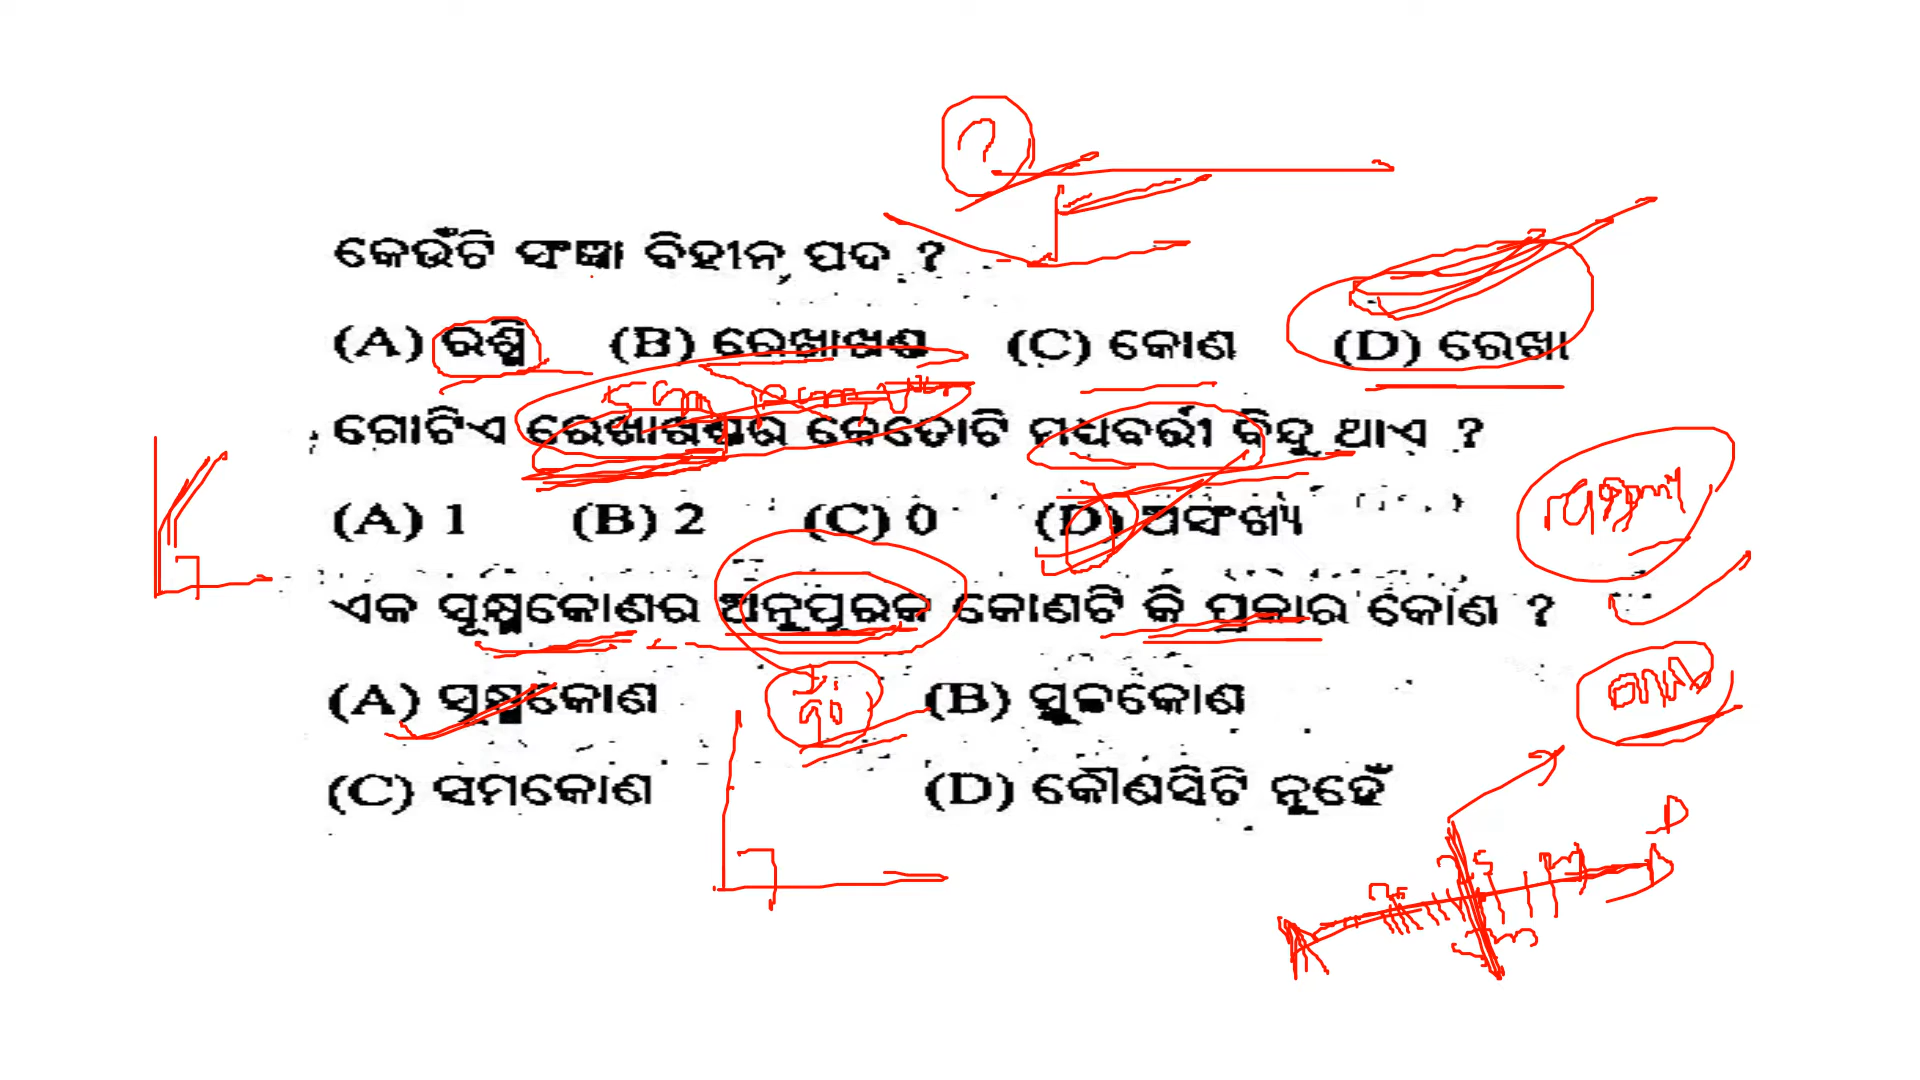 କେଉଁଟି ସଂଜ୍ଞା ବିହୀନ ପଦ ?
(A) ରଶ୍ମି (B) ରେଖାଖଣ୍ଡ (C) କୋଣ (D) ରେଖା
ଗୋଟିଏ ରେଖାଖଣ୍ଡର କେତୋଟି ମଧ୍ୟବର୍ତ୍ତୀ ବିନ୍ଦୁ ଥାଏ ?
(A) 1 (B) 2 (C) 0 (D) ଅସଂଖ୍ୟ
ଏକ ସୂକ୍ଷ୍ମକୋଣର ଅନୁପୂରକ କୋଣଟି କି ପ୍ରକାର କୋଣ ?
(A) ସୂକ୍ଷ୍ମକୋଣ (B) ସ୍ଥୂଳକୋଣ
(C) ସମକୋଣ (D) କୌଣସିଟି ନୁହେଁ